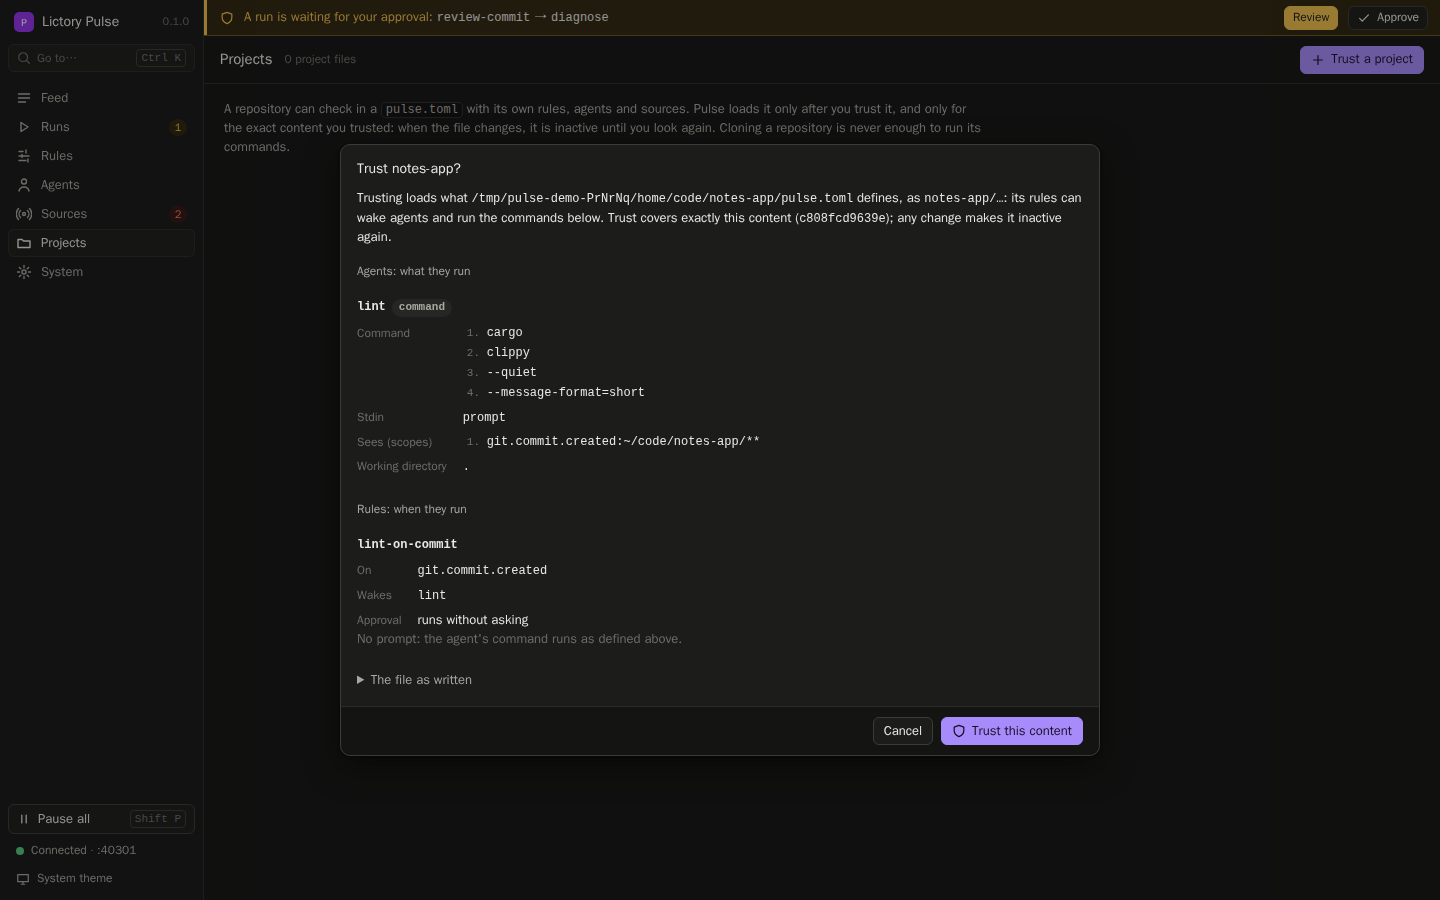 P Lictory Pulse 0.1.0
A run is waiting for your approval: review-commit → diagnose
Review
Approve
Go to… Ctrl K
Feed
Runs 1
Rules
Agents
Sources 2
Projects
System
Projects 0 project files
Trust a project
A repository can check in a pulse.toml with its own rules, agents and sources. Pulse loads it only after you trust it, and only for
the exact content you trusted: when the file changes, it is inactive until you look again. Cloning a repository is never enough to run its
commands.
Trust notes-app?
Trusting loads what /tmp/pulse-demo-PrNrNq/home/code/notes-app/pulse.toml defines, as notes-app/…: its rules can
wake agents and run the commands below. Trust covers exactly this content (c808fcd9639e); any change makes it inactive
again.
Agents: what they run
lint command
Command 1. cargo
2. clippy
3. --quiet
4. --message-format=short
Stdin prompt
Sees (scopes) 1. git.commit.created:~/code/notes-app/**
Working directory .
Rules: when they run
lint-on-commit
On git.commit.created
Wakes lint
Approval runs without asking
No prompt: the agent's command runs as defined above.
The file as written
Cancel
Trust this content
Pause all Shift P
Connected · :40301
System theme